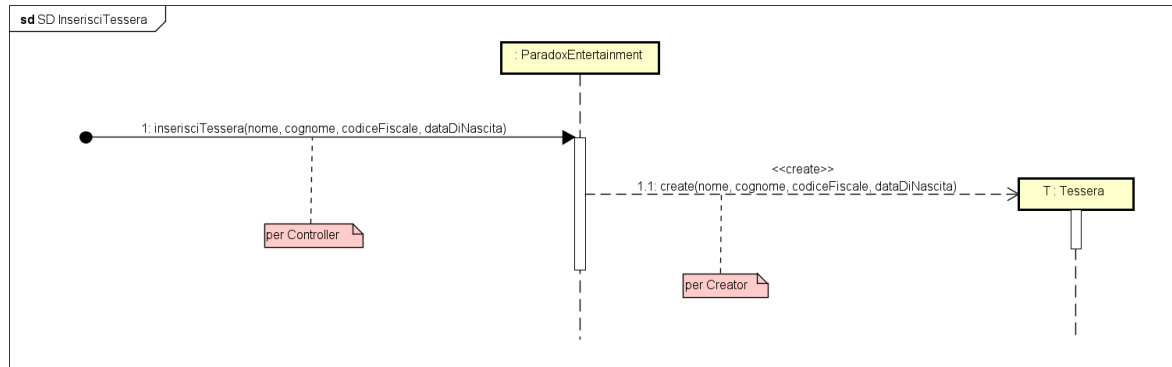 sd SD InserisciTessera
: ParadoxEntertainment
1: inserisciTessera(nome, cognome, codiceFiscale, dataDiNascita)
<<create>>
1.1: create(nome, cognome, codiceFiscale, dataDiNascita)
T : Tessera
per Controller
per Creator